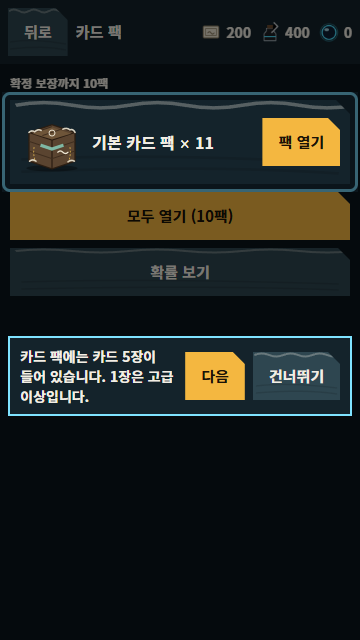 뒤로 카드 팩 200 400 0
확정 보장까지 10팩
기본 카드 팩 × 11 팩 열기
모두 열기 (10팩)
확률 보기
카드 팩에는 카드 5장이
들어 있습니다. 1장은 고급
이상입니다.
다음 건너뛰기